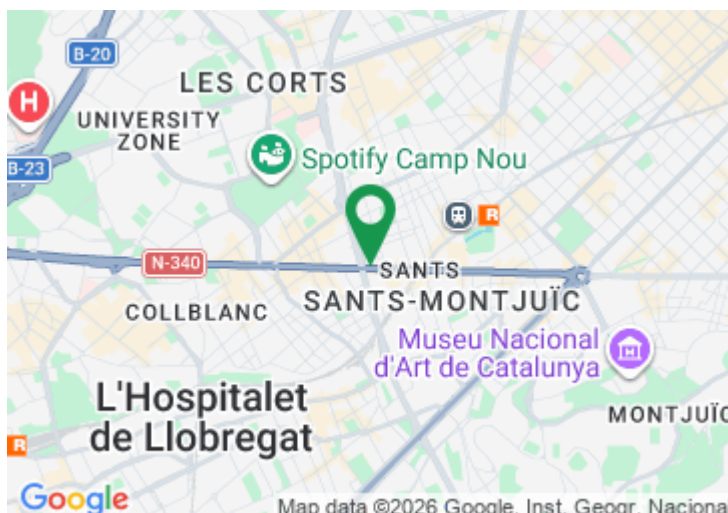 B-20
LES CORTS
H
UNIVERSITY
ZONE
Spotify Camp Nou
B-23
R
N-340
SANTS
COLLBLANC
SANTS-MONTJUÏC
Museu Nacional
d'Art de Catalunya
M
L'Hospitalet
de Llobregat
MONTJUÏC
R
Google
Map data ©2026 Google, Inst. Geogr. Naciona